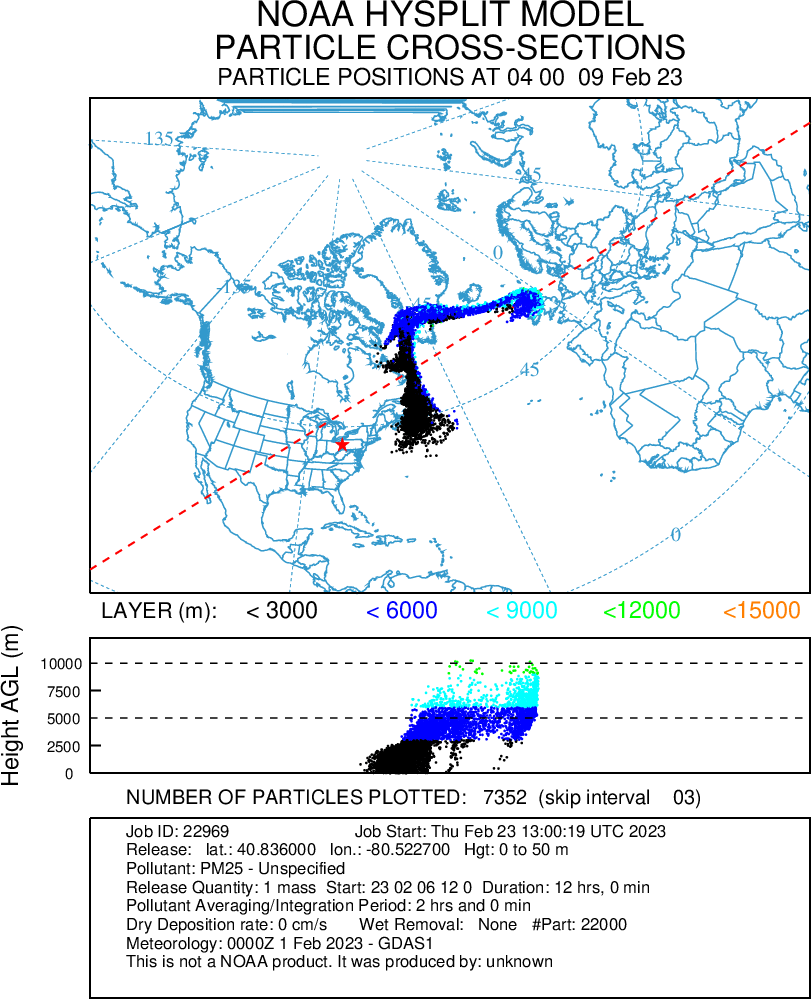 NOAA HYSPLIT MODEL
PARTICLE CROSS-SECTIONS
PARTICLE POSITIONS AT 04 00 09 Feb 23
135
45
0
-135
45
0
LAYER (m): < 3000 < 6000 < 9000 <12000 <15000
Height AGL (m)
10000
7500
5000
2500
0
NUMBER OF PARTICLES PLOTTED: 7352 (skip interval 03)
Job ID: 22969 Job Start: Thu Feb 23 13:00:19 UTC 2023
Release: lat.: 40.836000 lon.: -80.522700 Hgt: 0 to 50 m
Pollutant: PM25 - Unspecified
Release Quantity: 1 mass Start: 23 02 06 12 0 Duration: 12 hrs, 0 min
Pollutant Averaging/Integration Period: 2 hrs and 0 min
Dry Deposition rate: 0 cm/s Wet Removal: None #Part: 22000
Meteorology: 0000Z 1 Feb 2023 - GDAS1
This is not a NOAA product. It was produced by: unknown